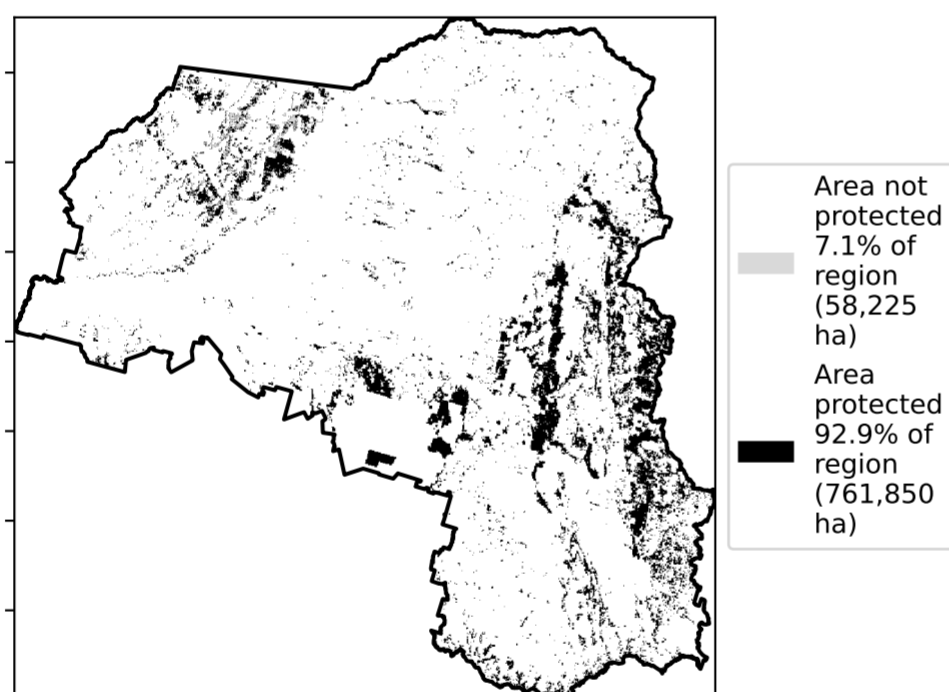 Area not
protected
7.1% of
region
(58,225
ha)
Area
protected
92.9% of
region
(761,850
ha)